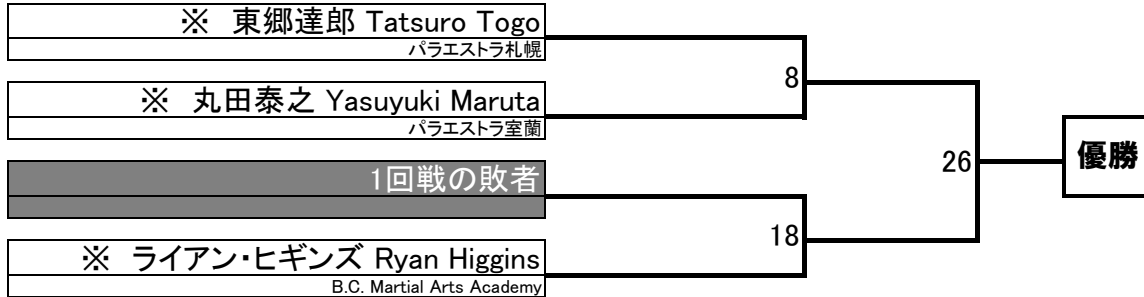 ※ 東郷達郎 Tatsuro Togo
パラエストラ札幌
8
※ 丸田泰之 Yasuyuki Maruta
パラエストラ室蘭
26
優勝
1回戦の敗者
18
※ ライアン・ヒギンズ Ryan Higgins
B.C. Martial Arts Academy